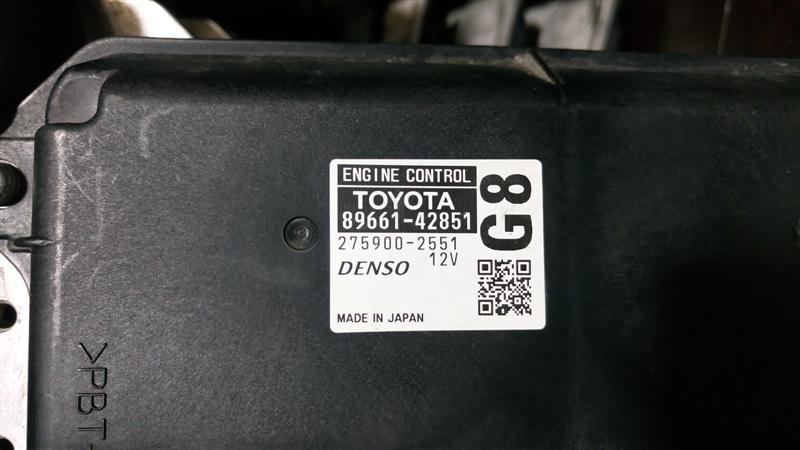 ENGINE CONTROL
TOYOTA
89661-42851
G8
275900-2551
12V
DENSO
MADE IN JAPAN
>PBT-